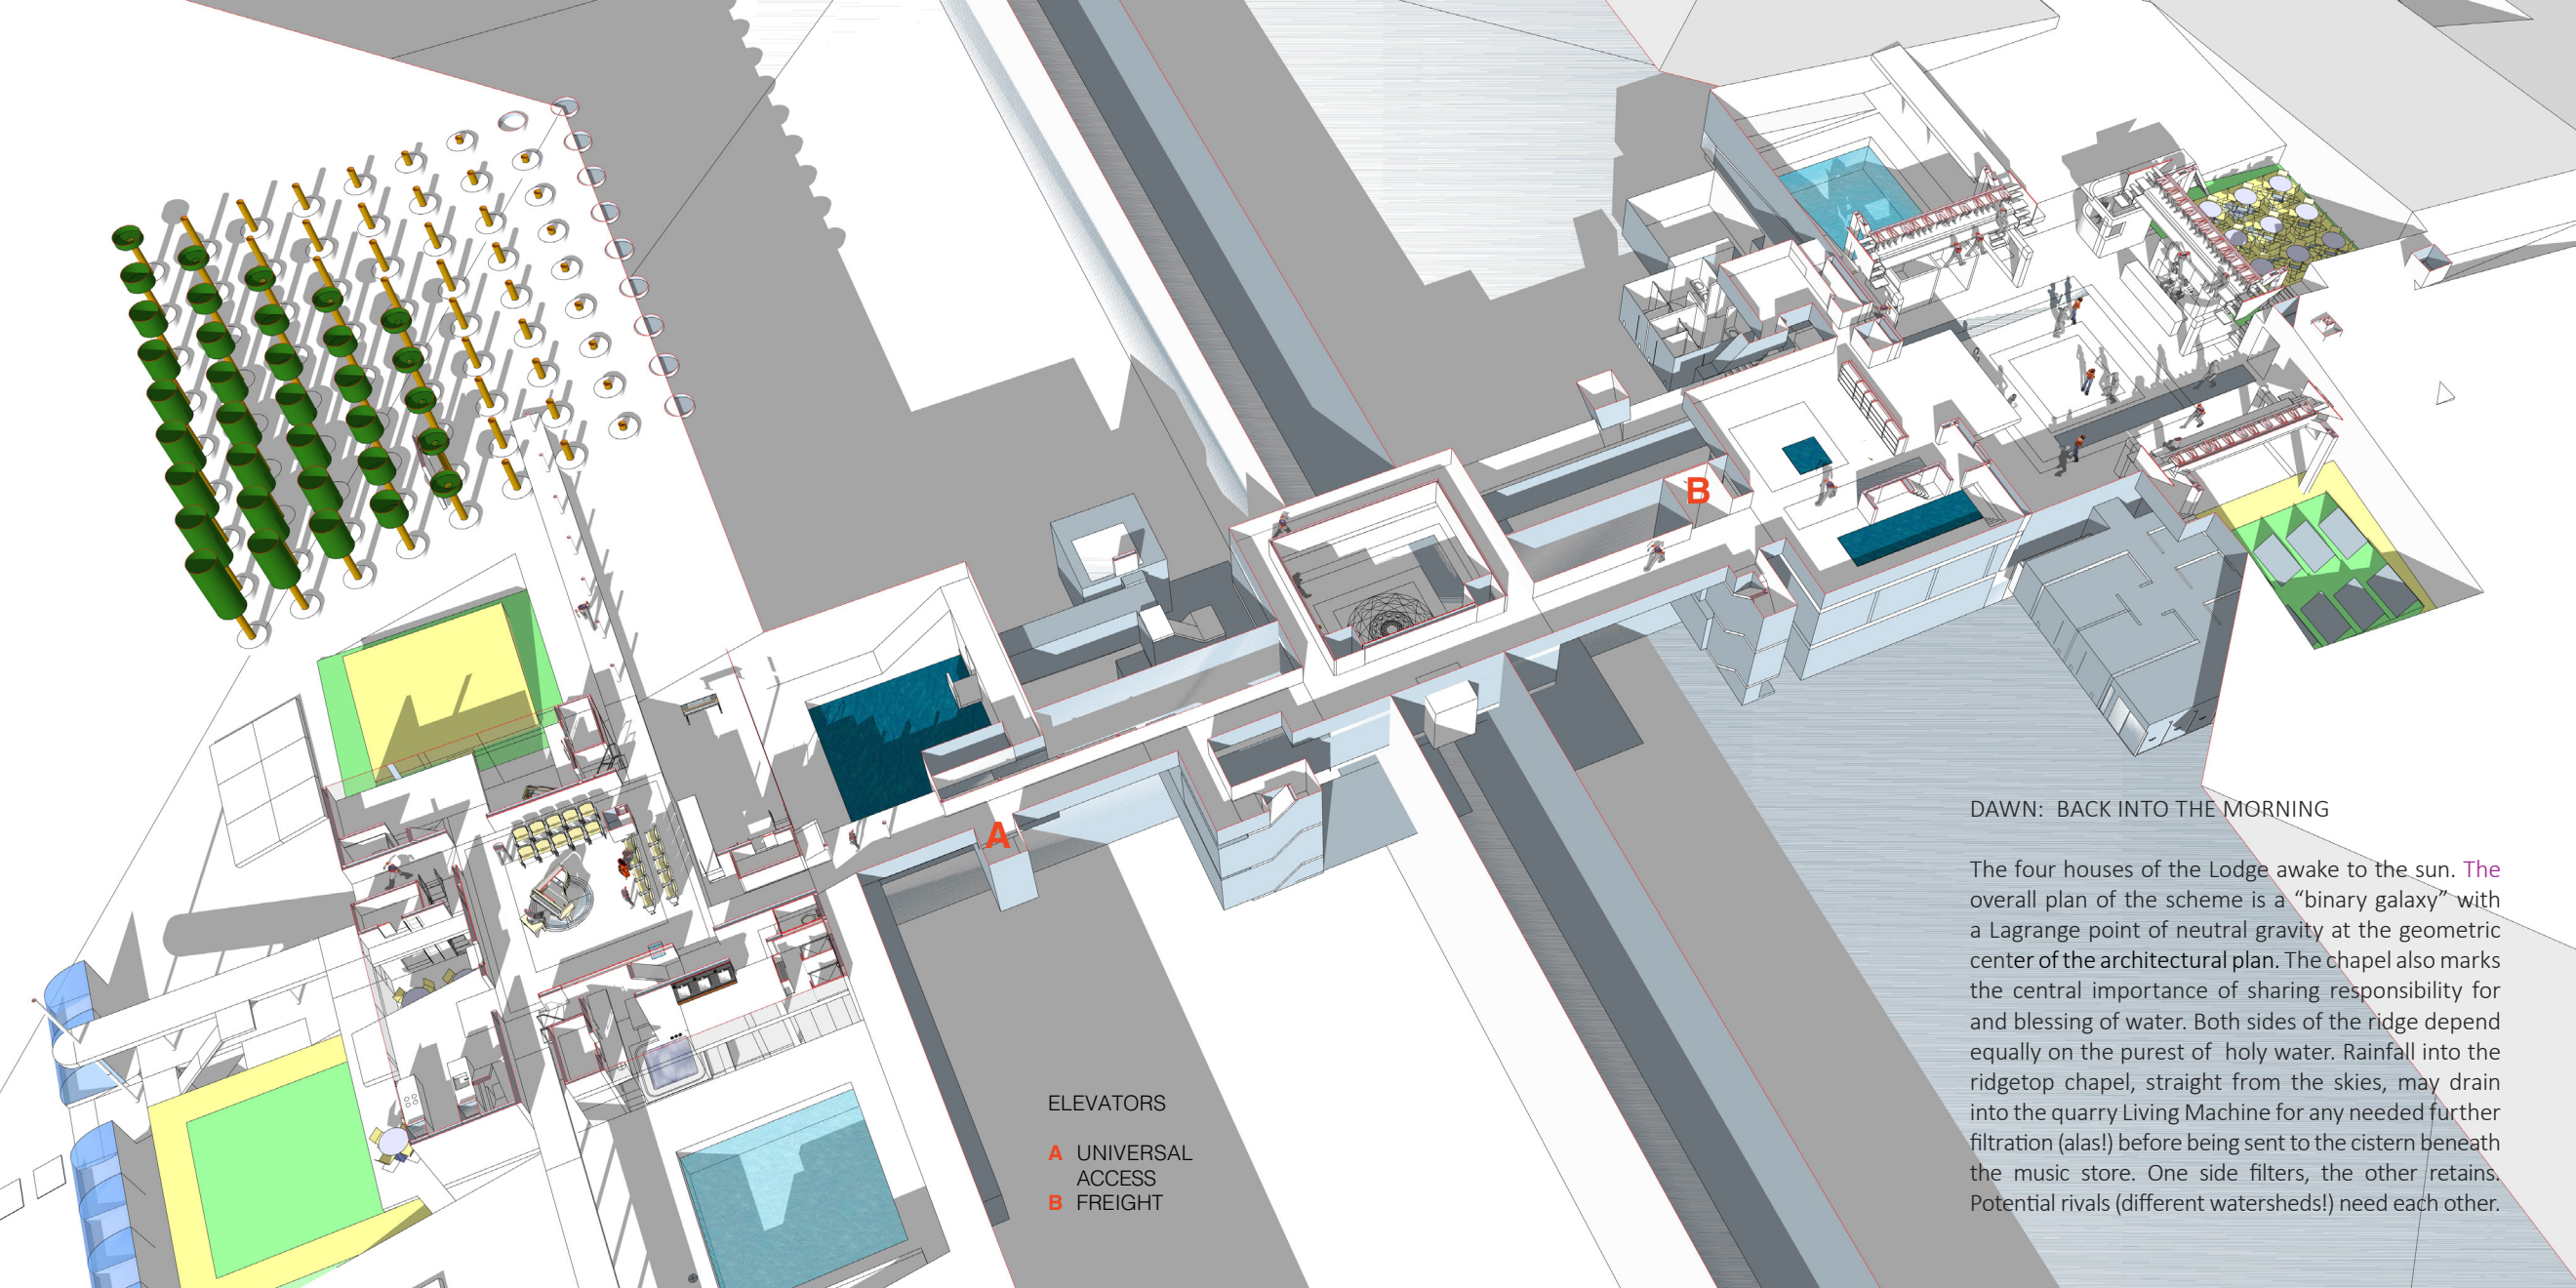 B
A
ELEVATORS
A UNIVERSAL
ACCESS
B FREIGHT
DAWN: BACK INTO THE MORNING
The four houses of the Lodge awake to the sun. The
overall plan of the scheme is a “binary galaxy” with
a Lagrange point of neutral gravity at the geometric
center of the architectural plan. The chapel also marks
the central importance of sharing responsibility for
and blessing of water. Both sides of the ridge depend
equally on the purest of holy water. Rainfall into the
ridgetop chapel, straight from the skies, may drain
into the quarry Living Machine for any needed further
filtration (alas!) before being sent to the cistern beneath
the music store. One side filters, the other retains.
Potential rivals (different watersheds!) need each other.